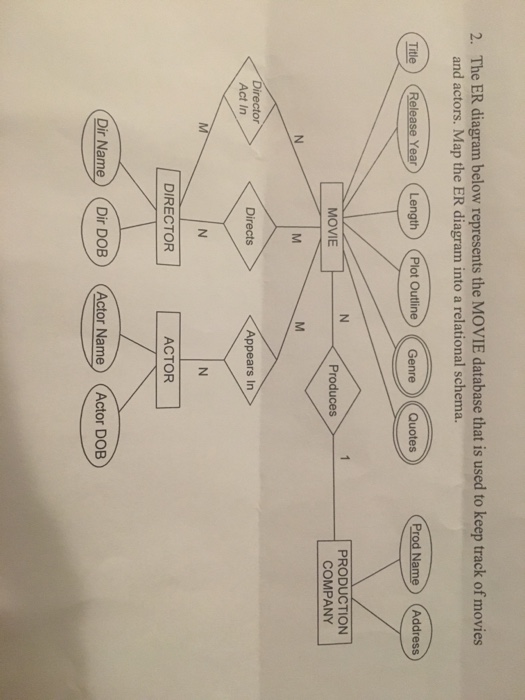 2. The ER diagram below represents the MOVIE database that is used to keep track of movies
and actors. Map the ER diagram into a relational schema.
Title
Release Year
Length
Plot Outline
Genre
Quotes
Prod Name
Address
MOVIE
N
Produces
1
PRODUCTION
COMPANY
N
M
M
Director
Act In
Directs
Appears In
M
N
N
DIRECTOR
ACTOR
Dir Name
Dir DOB
Actor Name
Actor DOB